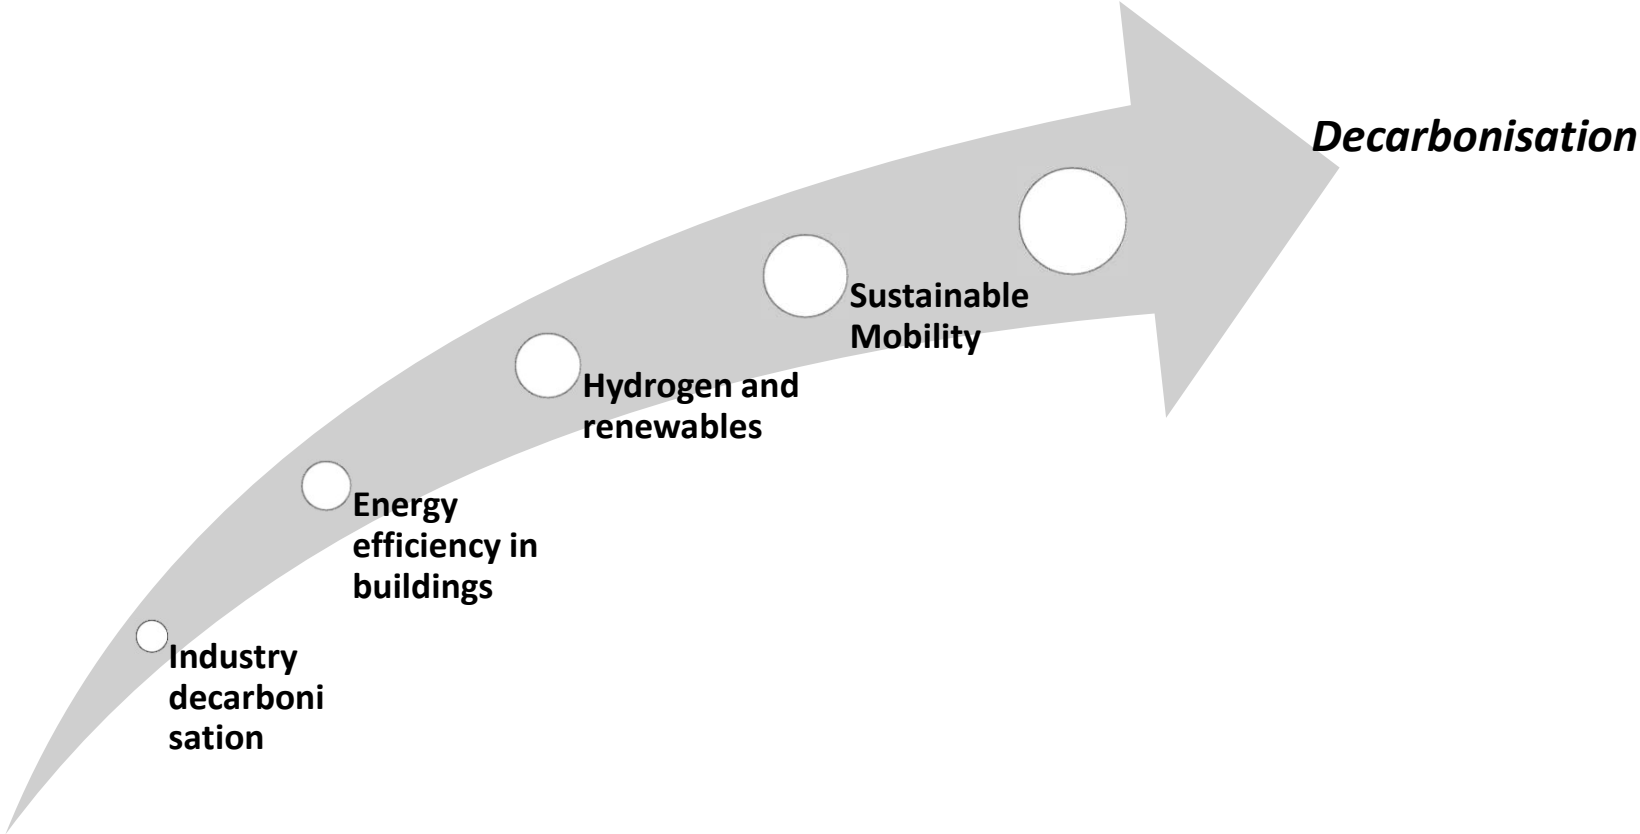 Decarbonisation
Sustainable
Mobility
Hydrogen and
renewables
Energy
efficiency in
buildings
Industry
decarboni
sation